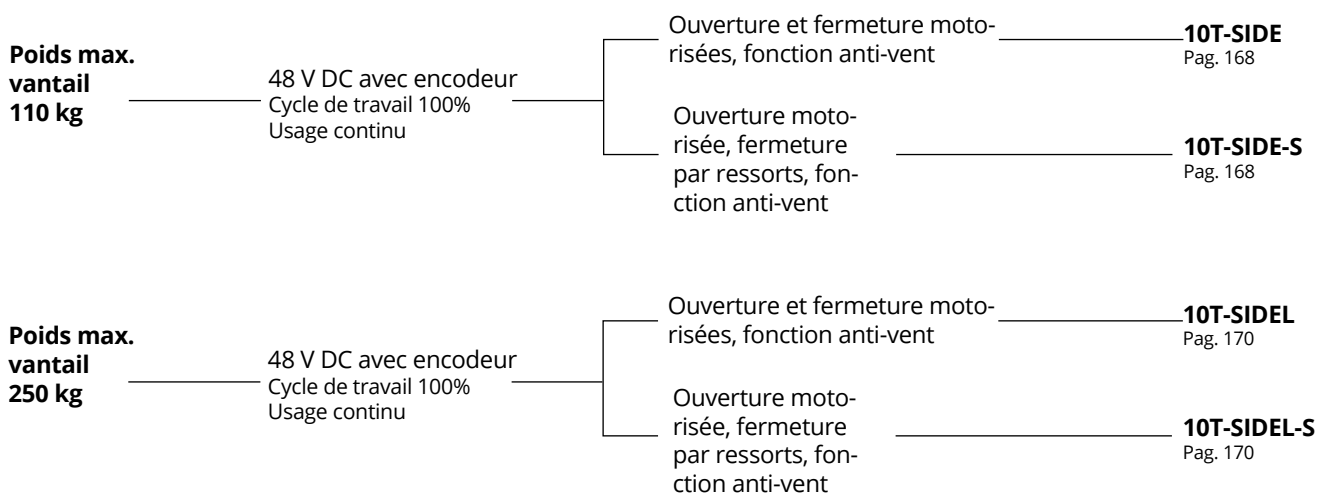 Poids max.
vantail
110 kg
48 V DC avec encodeur
Cycle de travail 100%
Usage continu
Ouverture et fermeture moto-
risées, fonction anti-vent
10T-SIDE
Pag. 168
Ouverture moto-
risée, fermeture
par ressorts, fon-
ction anti-vent
10T-SIDE-S
Pag. 168
Poids max.
vantail
250 kg
48 V DC avec encodeur
Cycle de travail 100%
Usage continu
Ouverture et fermeture moto-
risées, fonction anti-vent
10T-SIDEL
Pag. 170
Ouverture moto-
risée, fermeture
par ressorts, fon-
ction anti-vent
10T-SIDEL-S
Pag. 170